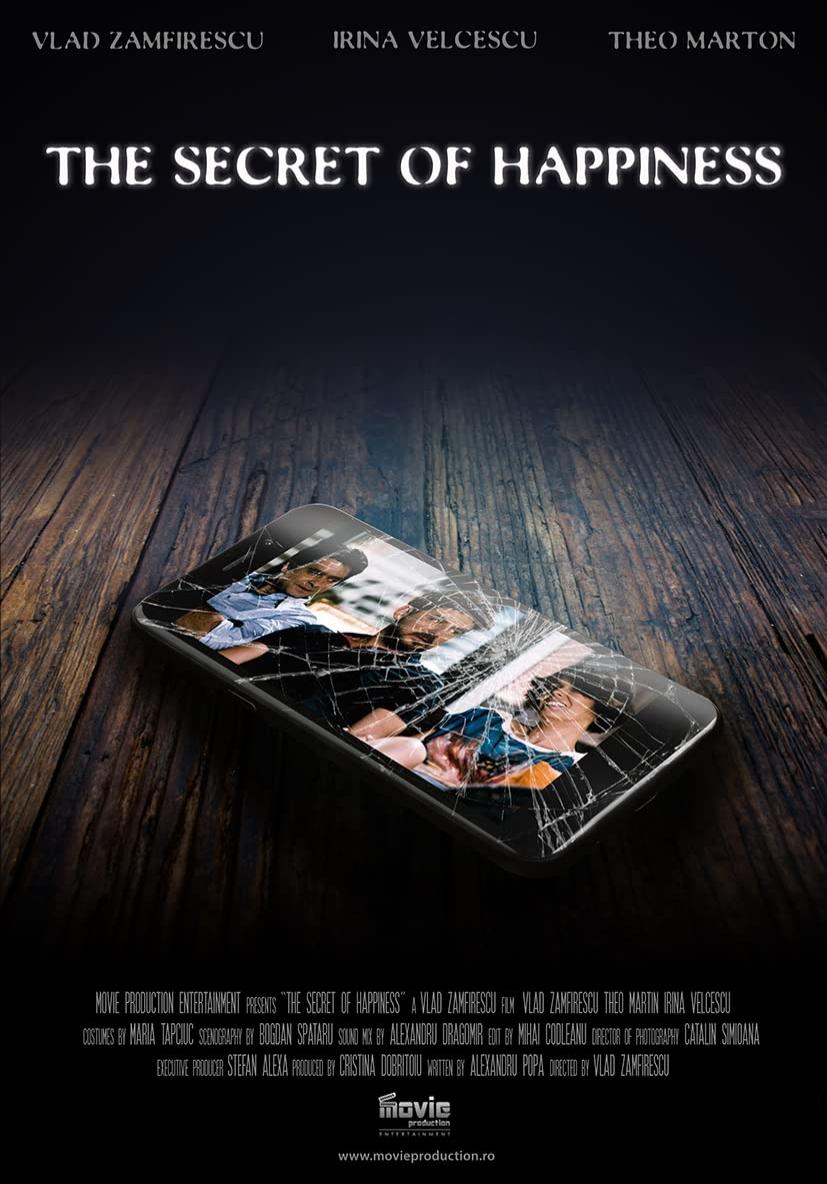 VLAD ZAMFIRESCU IRINA VELCESCU THEO MARTON
THE SECRET OF HAPPINESS
MOVIE PRODUCTION ENTERTAINMENT PRESENTS "THE SECRET OF HAPPINESS" A VLAD ZAMFIRESCU FILM VLAD ZAMFIRESCU THEO MARTIN IRINA VELCESCU
COSTUMES BY MARIA TAPCIUC SCENOGRAPHY BY BOGDAN SPATARU SOUND MIX BY ALEXANDRU DRAGOMIR EDIT BY MIHAI CODLEANU DIRECTOR OF PHOTOGRAPHY CATALIN SIMIOANA
EXECUTIVE PRODUCER STEFAN ALEXA PRODUCED BY CRISTINA DOBRITOIU WRITTEN BY ALEXANDRU POPA DIRECTED BY VLAD ZAMFIRESCU
movie
production
ENTERTAINMENT
www.movieproduction.ro